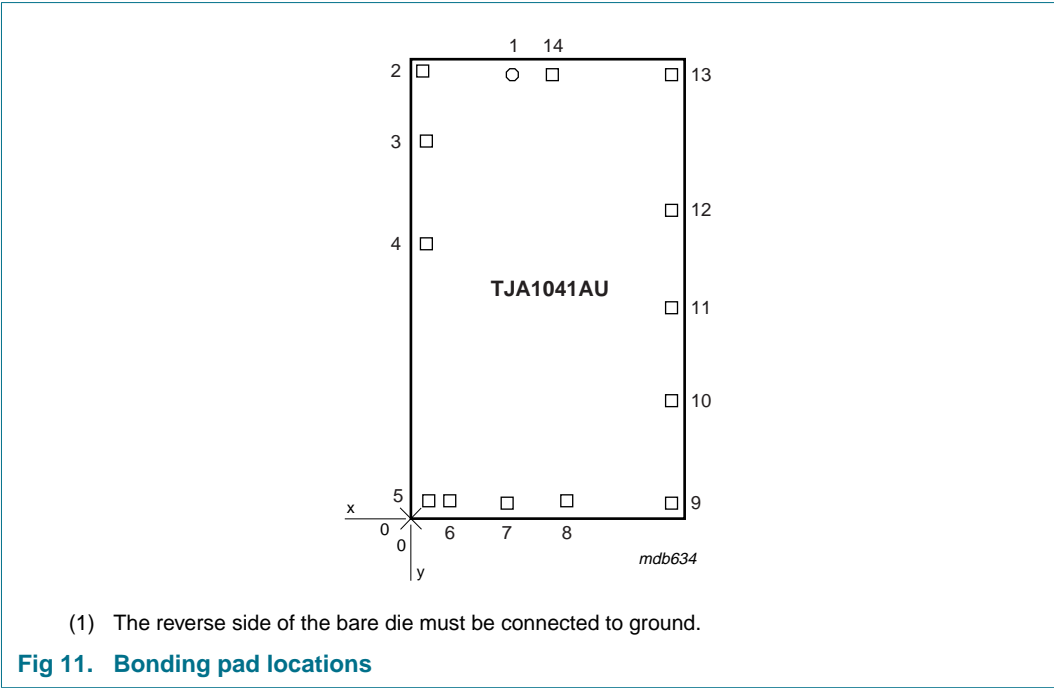 1 14
2
13
3
12
4
TJA1041AU
11
10
5
9
x
0
6 7 8
0
mdb634
y
(1) The reverse side of the bare die must be connected to ground.
Fig 11. Bonding pad locations